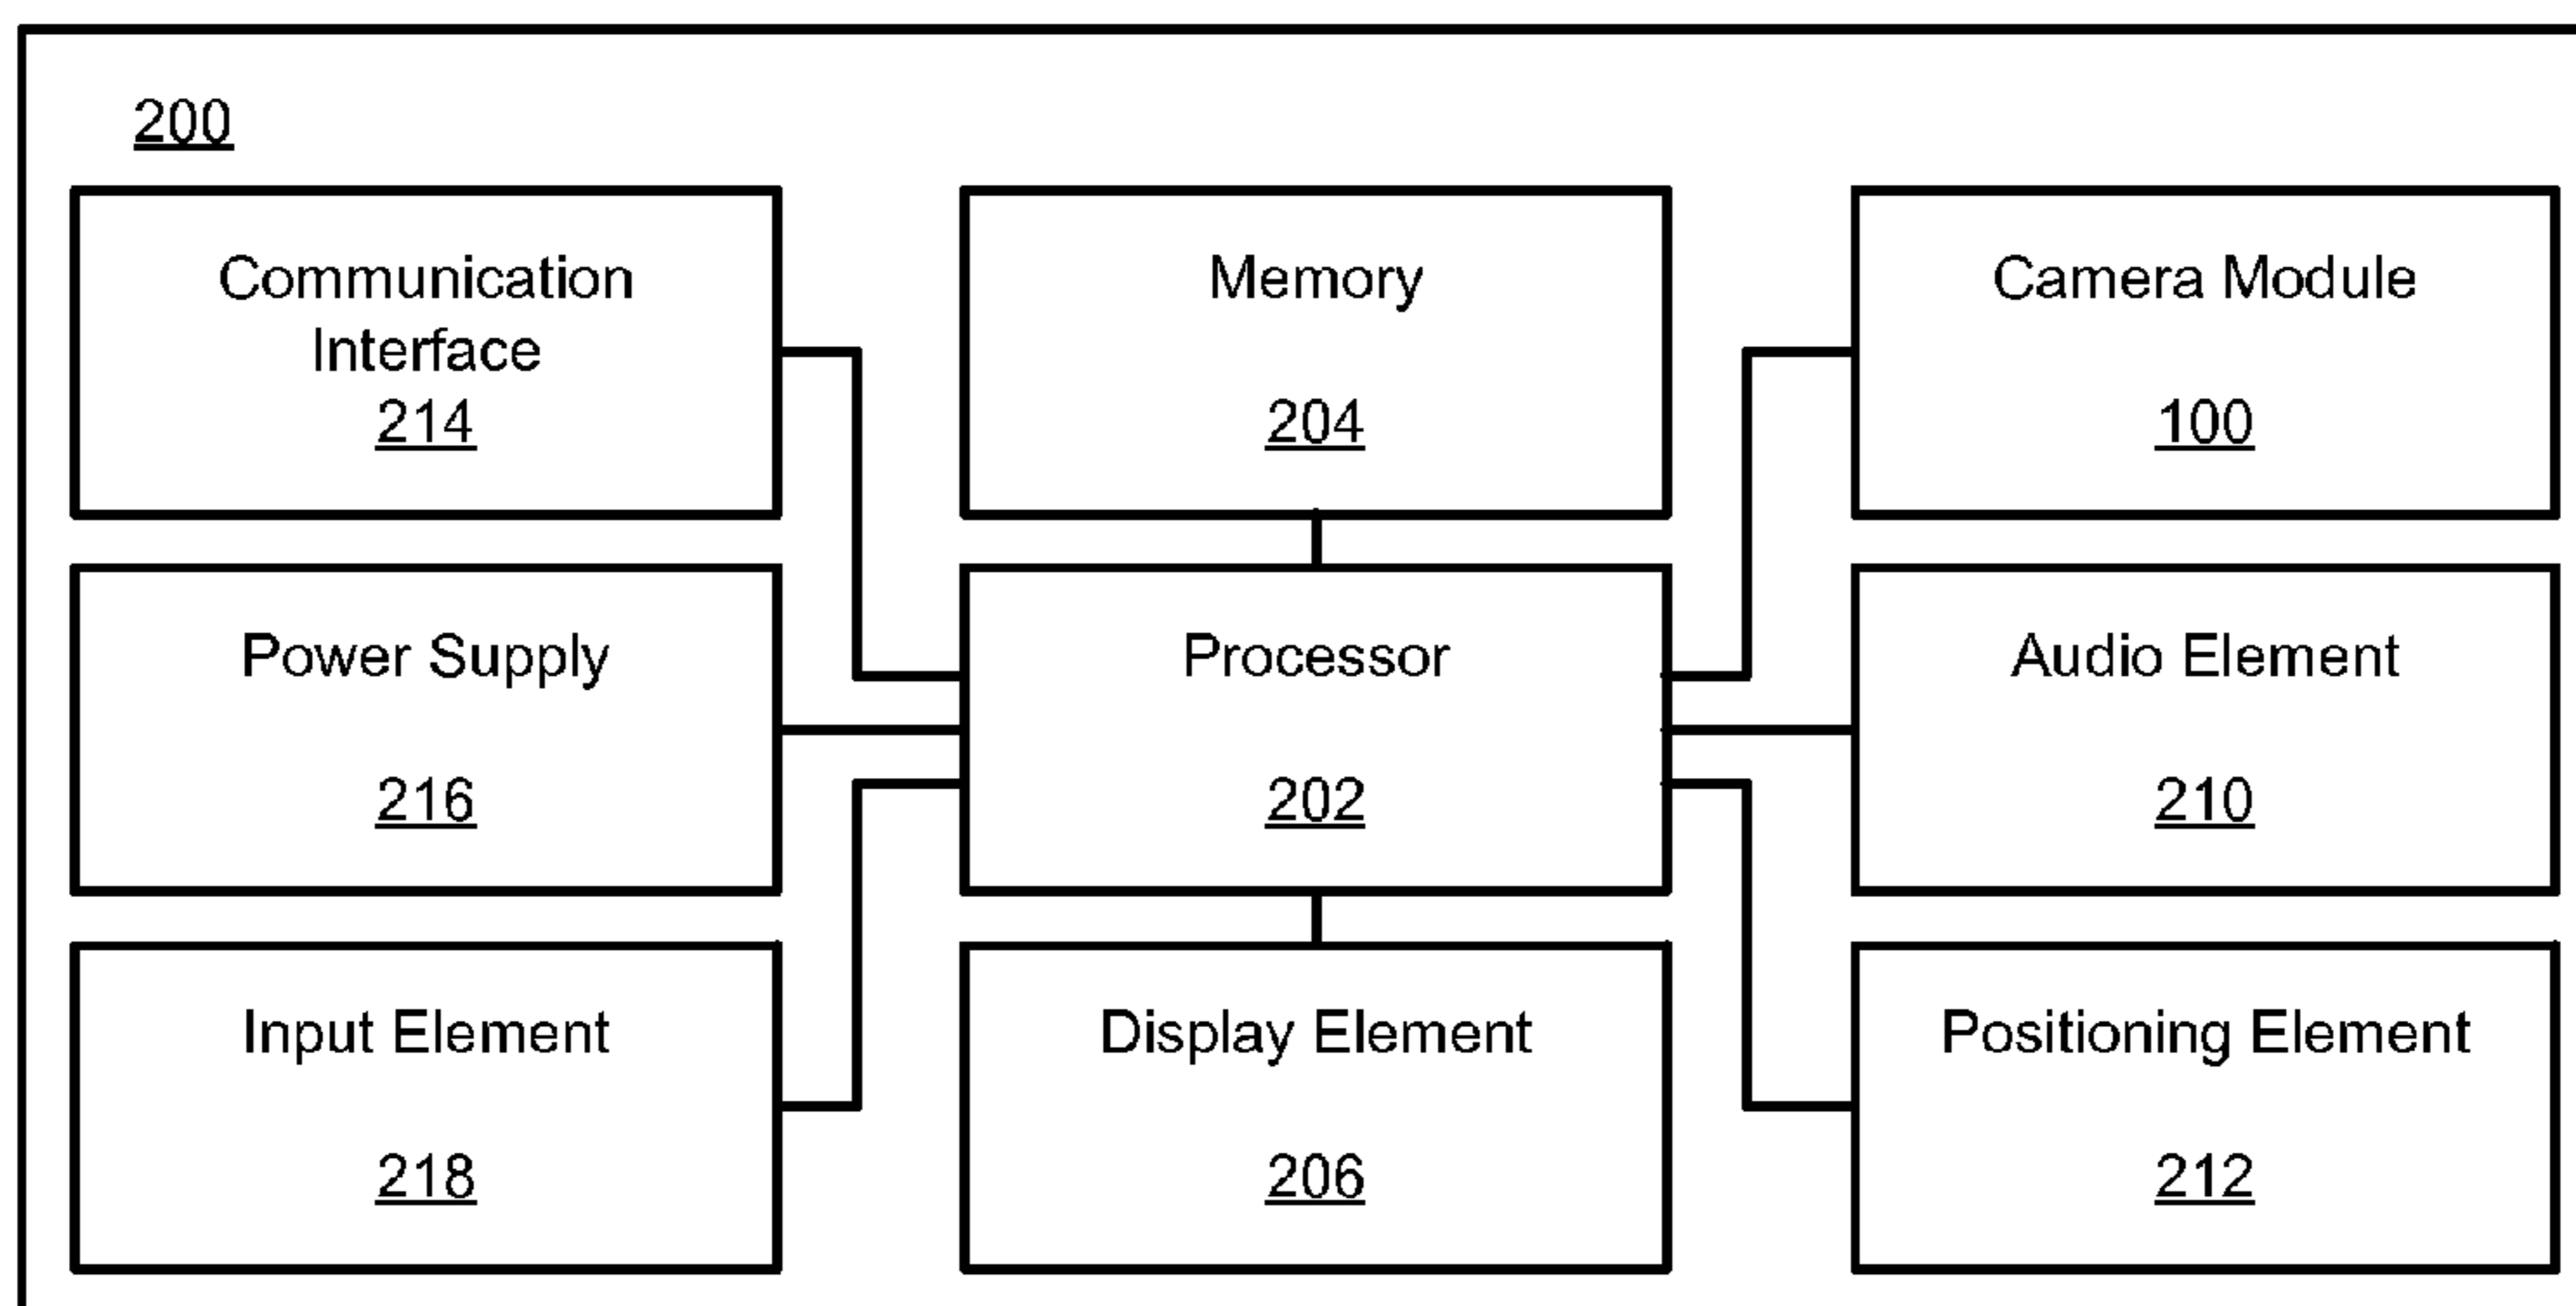 200
Communication
Interface
214
Memory
204
Camera Module
100
Power Supply
216
Processor
202
Audio Element
210
Input Element
218
Display Element
206
Positioning Element
212